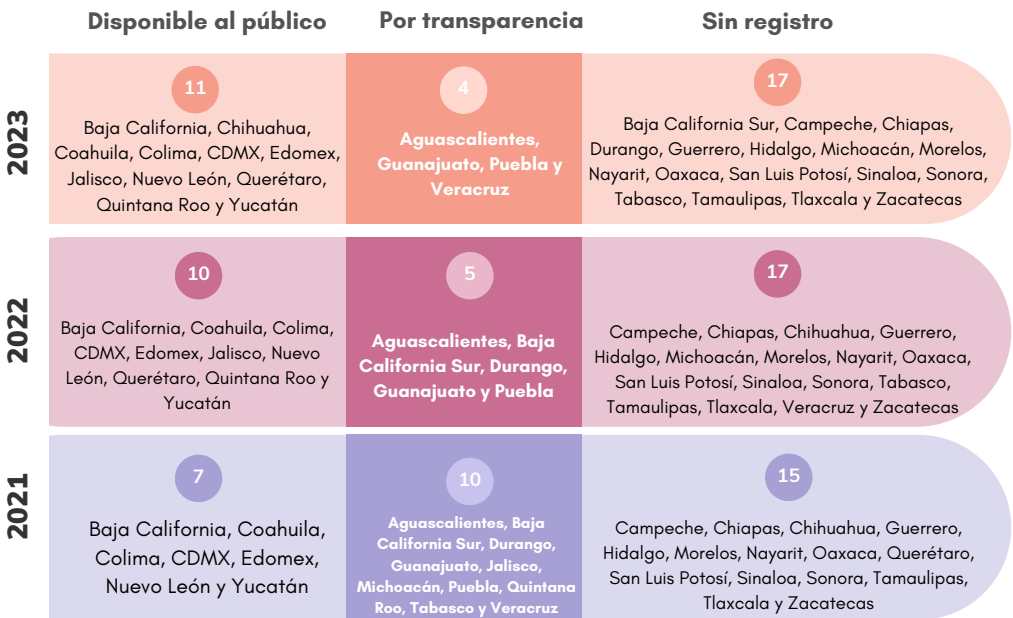 Disponible al público
Por transparencia
Sin registro
2023
11
Baja California, Chihuahua,
Coahuila, Colima, CDMX, Edomex,
Jalisco, Nuevo León, Querétaro,
Quintana Roo y Yucatán
4
Aguascalientes,
Guanajuato, Puebla y
Veracruz
17
Baja California Sur, Campeche, Chiapas,
Durango, Guerrero, Hidalgo, Michoacán, Morelos,
Nayarit, Oaxaca, San Luis Potosí, Sinaloa, Sonora,
Tabasco, Tamaulipas, Tlaxcala y Zacatecas
2022
10
Baja California, Coahuila, Colima,
CDMX, Edomex, Jalisco, Nuevo
León, Querétaro, Quintana Roo y
Yucatán
5
Aguascalientes, Baja
California Sur, Durango,
Guanajuato y Puebla
17
Campeche, Chiapas, Chihuahua, Guerrero,
Hidalgo, Michoacán, Morelos, Nayarit, Oaxaca,
San Luis Potosí, Sinaloa, Sonora, Tabasco,
Tamaulipas, Tlaxcala, Veracruz y Zacatecas
2021
7
Baja California, Coahuila,
Colima, CDMX, Edomex,
Nuevo León y Yucatán
10
Aguascalientes, Baja
California Sur, Durango,
Guanajuato, Jalisco,
Michoacán, Puebla, Quintana
Roo, Tabasco y Veracruz
15
Campeche, Chiapas, Chihuahua, Guerrero,
Hidalgo, Morelos, Nayarit, Oaxaca, Querétaro,
San Luis Potosí, Sinaloa, Sonora, Tamaulipas,
Tlaxcala y Zacatecas